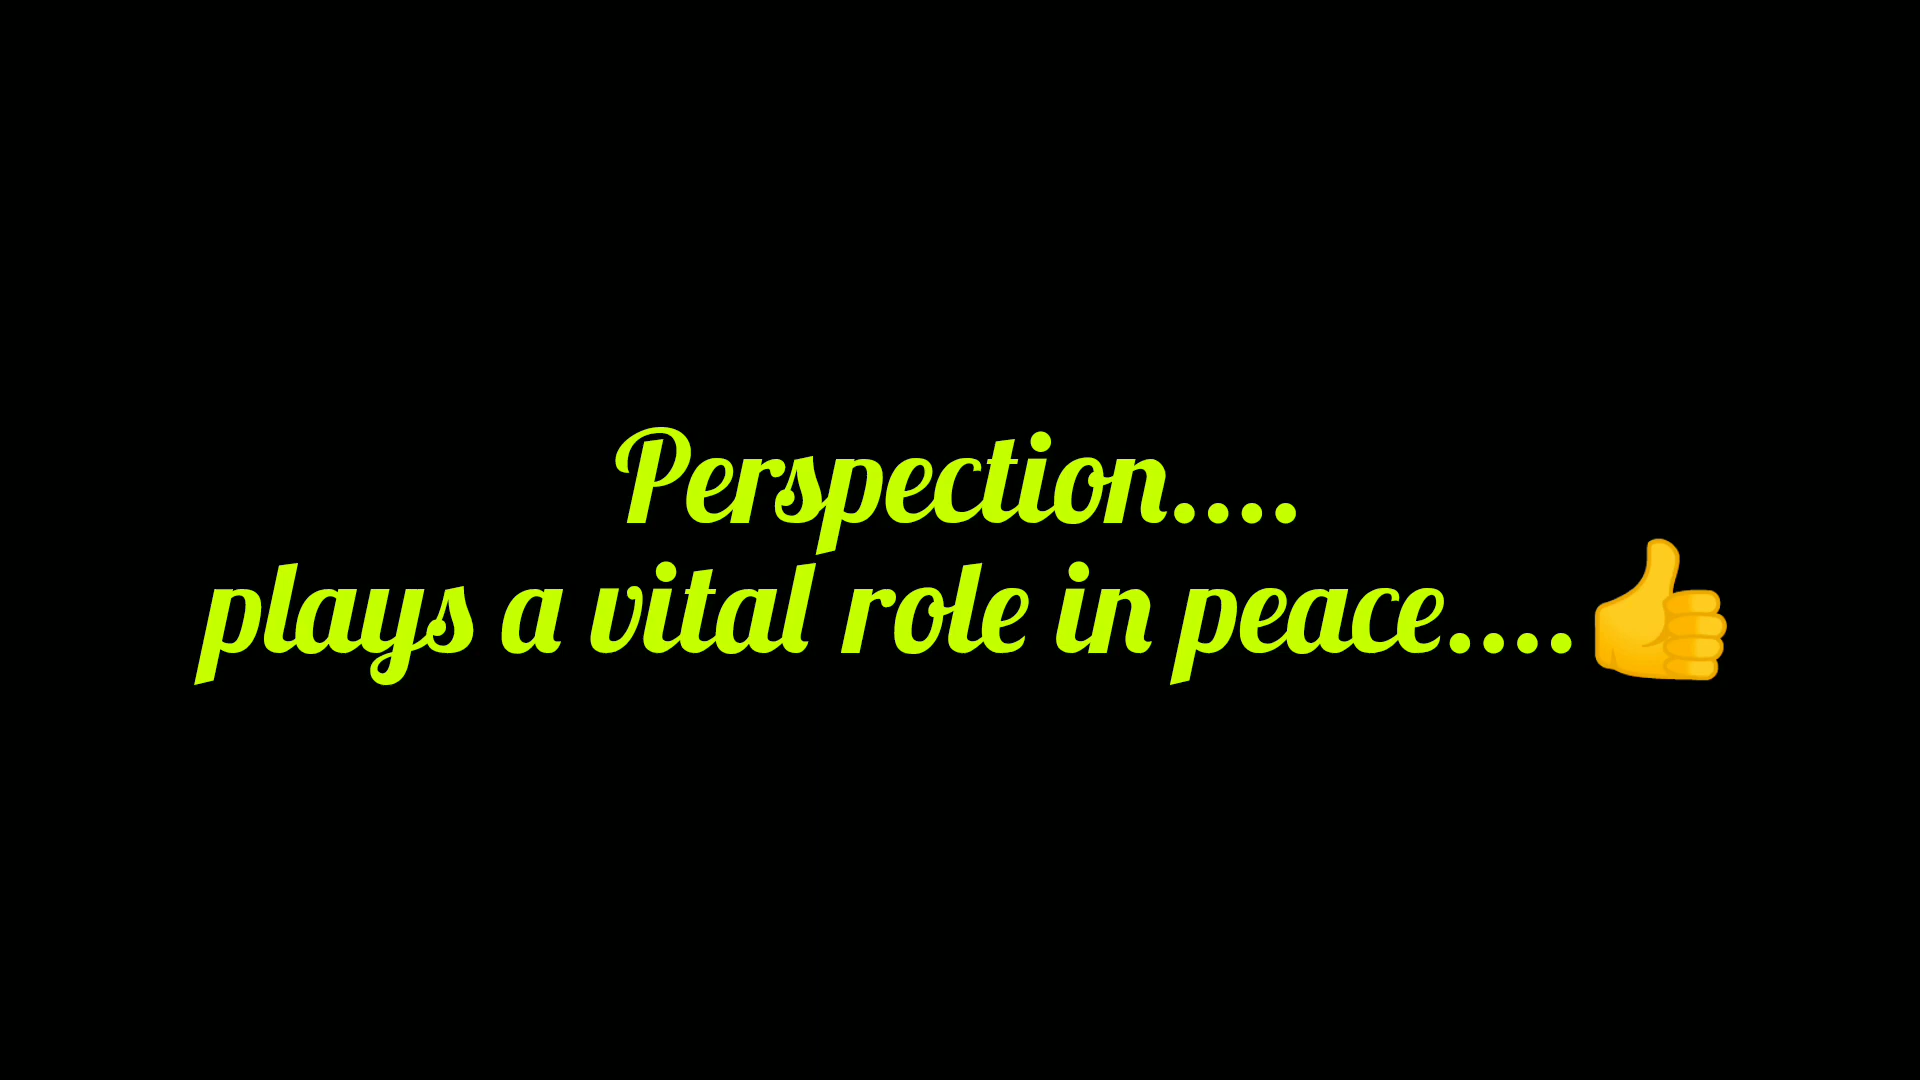 Perspection....
plays a vital role in peace....👍